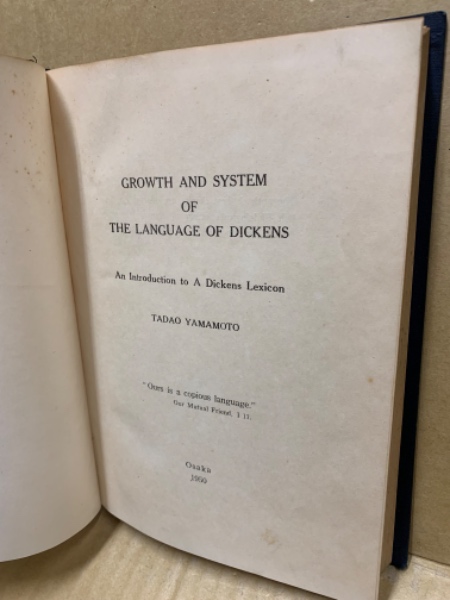 GROWTH AND SYSTEM
OF
THE LANGUAGE OF DICKENS
An Introduction to A Dickens Lexicon
TADAO YAMAMOTO
"Ours is a copious language."
Our Mutual Friend, I 11.
Osaka
1950